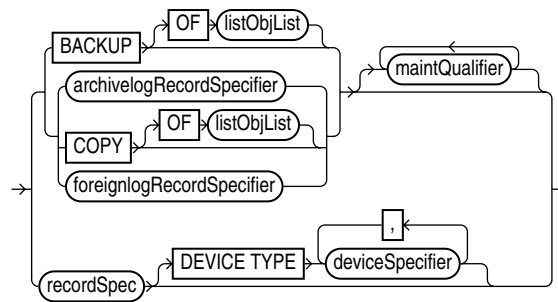 OF listObjList
BACKUP
maintQualifier
archivelogRecordSpecifier
OF listObjList
COPY
foreignlogRecordSpecifier
,
DEVICE TYPE deviceSpecifier
recordSpec